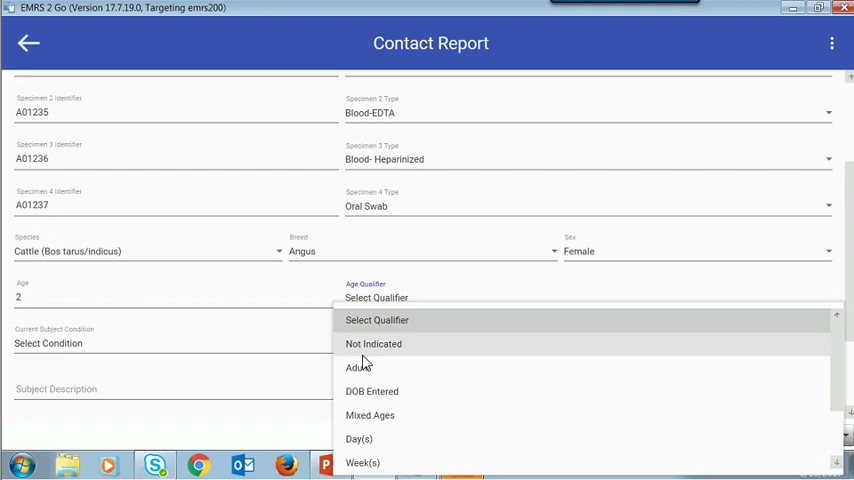 EMRS 2 Go (Version 17.7.19.0, Targeting emrs200)
Contact Report
Specimen 2 Identifier
Specimen 2 Type
A01235
Blood-EDTA
Specimen 3 Identifier
Specimen 3 Type
A01236
Blood- Heparinized
Specimen 4 Identifier
Specimen 4 Type
A01237
Oral Swab
Species
Breed
Sex
Cattle (Bos tarus/indicus)
Angus
Female
Age
Age Qualifier
2
Select Qualifier
Select Qualifier
Current Subject Condition
Select Condition
Not Indicated
DOB Entered
Subject Description
Mixed Ages
Day(s)
Week(s)